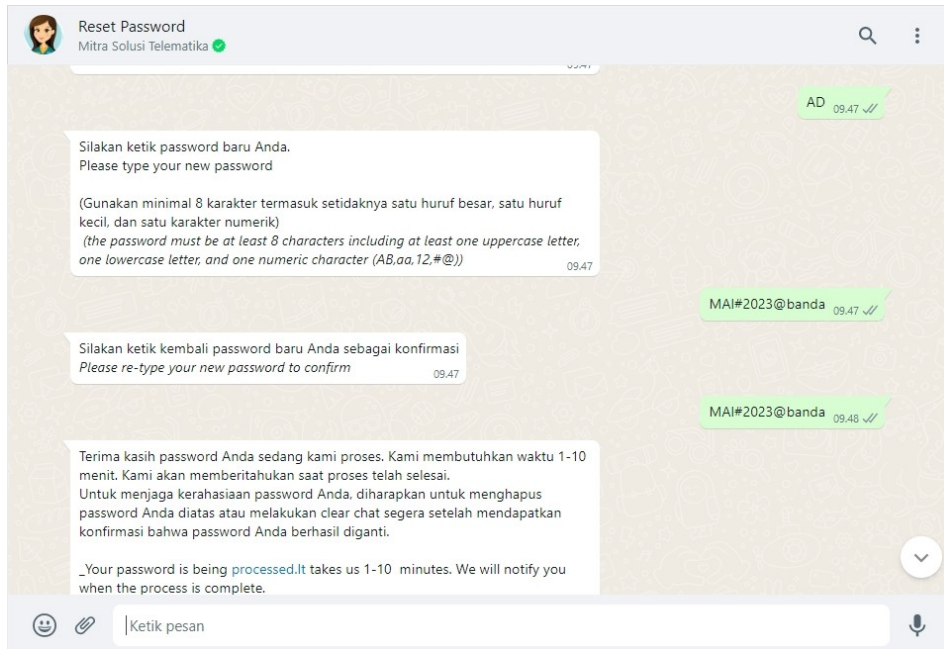 Reset Password
Mitra Solusi Telematika
09.47
AD 09.47
Silakan ketik password baru Anda.
Please type your new password
(Gunakan minimal 8 karakter termasuk setidaknya satu huruf besar, satu huruf
kecil, dan satu karakter numerik)
(the password must be at least 8 characters including at least one uppercase letter,
one lowercase letter, and one numeric character (AB,aa,12,#@))
09.47
MAI#2023@banda 09.47
Silakan ketik kembali password baru Anda sebagai konfirmasi
Please re-type your new password to confirm 09.47
MAI#2023@banda 09.48
Terima kasih password Anda sedang kami proses. Kami membutuhkan waktu 1-10
menit. Kami akan memberitahukan saat proses telah selesai.
Untuk menjaga kerahasiaan password Anda, diharapkan untuk menghapus
password Anda diatas atau melakukan clear chat segera setelah mendapatkan
konfirmasi bahwa password Anda berhasil diganti.
_Your password is being processed.It takes us 1-10 minutes. We will notify you
when the process is complete.
Ketik pesan